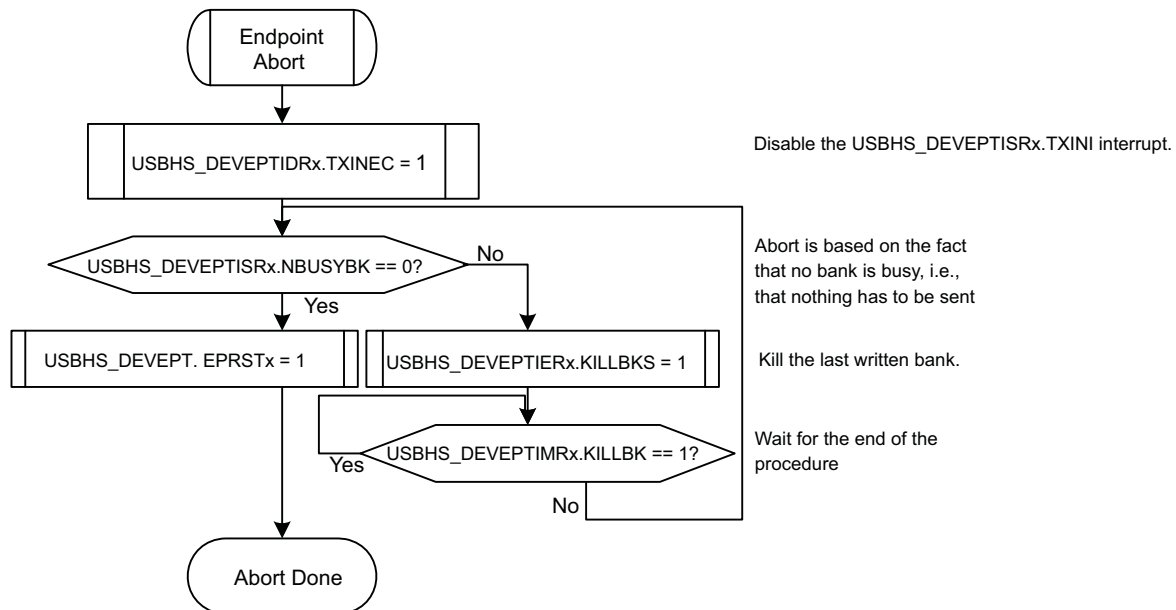 Endpoint
Abort
USBHS_DEVEPTIDRx.TXINEC = 1
Disable the USBHS_DEVEPTISRx.TXINI interrupt.
USBHS_DEVEPTISRx.NBUSYBK == 0?
No
Yes
Abort is based on the fact
that no bank is busy, i.e.,
that nothing has to be sent
USBHS_DEVEPT. EPRSTx = 1
USBHS_DEVEPTIERx.KILLBKS = 1
Kill the last written bank.
USBHS_DEVEPTIMRx.KILLBK == 1?
Yes
No
Wait for the end of the
procedure
Abort Done